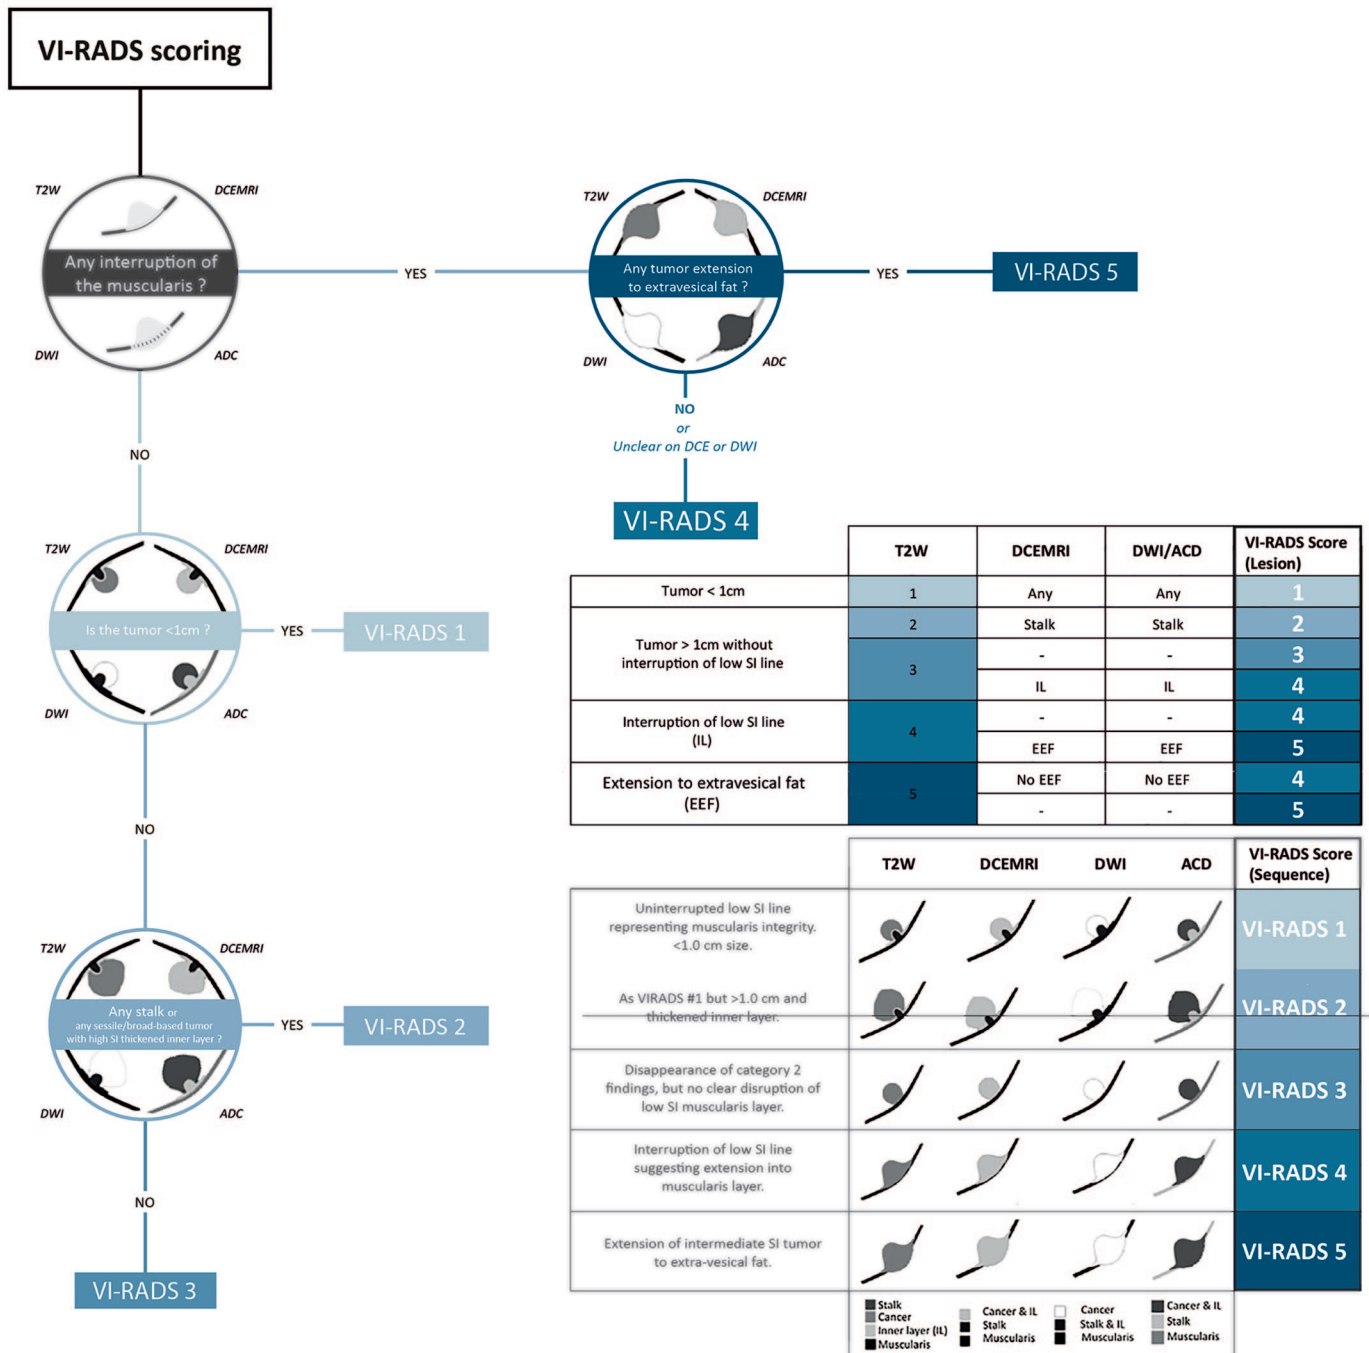 VI-RADS scoring
T2W
DCEMRI
Any interruption of
the muscularis ?
DWI
ADC
YES
T2W
DCEMRI
Any tumor extension
to extravesical fat ?
DWI
ADC
YES
VI-RADS 5
NO
or
Unclear on DCE or DWI
VI-RADS 4
NO
T2W
DCEMRI
Is the tumor <1cm ?
DWI
ADC
YES
VI-RADS 1
NO
T2W
DCEMRI
Any stalk or
any sessile/broad-based tumor
with high SI thickened inner layer ?
DWI
ADC
YES
VI-RADS 2
NO
VI-RADS 3
T2W DCEMRI DWI/ACD VI-RADS Score
(Lesion)
Tumor < 1cm 1 Any Any 1
Tumor > 1cm without
interruption of low SI line
2 Stalk Stalk 2
3 - - 3
IL IL 4
Interruption of low SI line
(IL)
4 - - 4
EEF EEF 5
Extension to extravesical fat
(EEF)
5 No EEF No EEF 4
- - 5
T2W DCEMRI DWI ACD VI-RADS Score
(Sequence)
Uninterrupted low SI line
representing muscularis integrity.
<1.0 cm size.
VI-RADS 1
As VIRADS #1 but >1.0 cm and
thickened inner layer.
VI-RADS 2
Disappearance of category 2
findings, but no clear disruption of
low SI muscularis layer.
VI-RADS 3
Interruption of low SI line
suggesting extension into
muscularis layer.
VI-RADS 4
Extension of intermediate SI tumor
to extra-vesical fat.
VI-RADS 5
Stalk
Cancer
Inner layer (IL)
Muscularis
Cancer & IL
Stalk
Muscularis
Cancer
Stalk & IL
Muscularis
Cancer & IL
Stalk
Muscularis